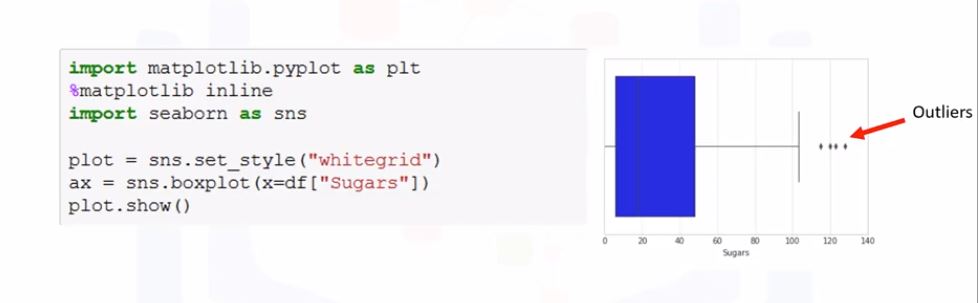 import matplotlib.pyplot as plt
%matplotlib inline
import seaborn as sns
plot = sns.set_style("whitegrid")
ax = sns.boxplot(x=df["Sugars"])
plot.show()
Outliers
0 20 40 60 80 100 120 140
Sugars